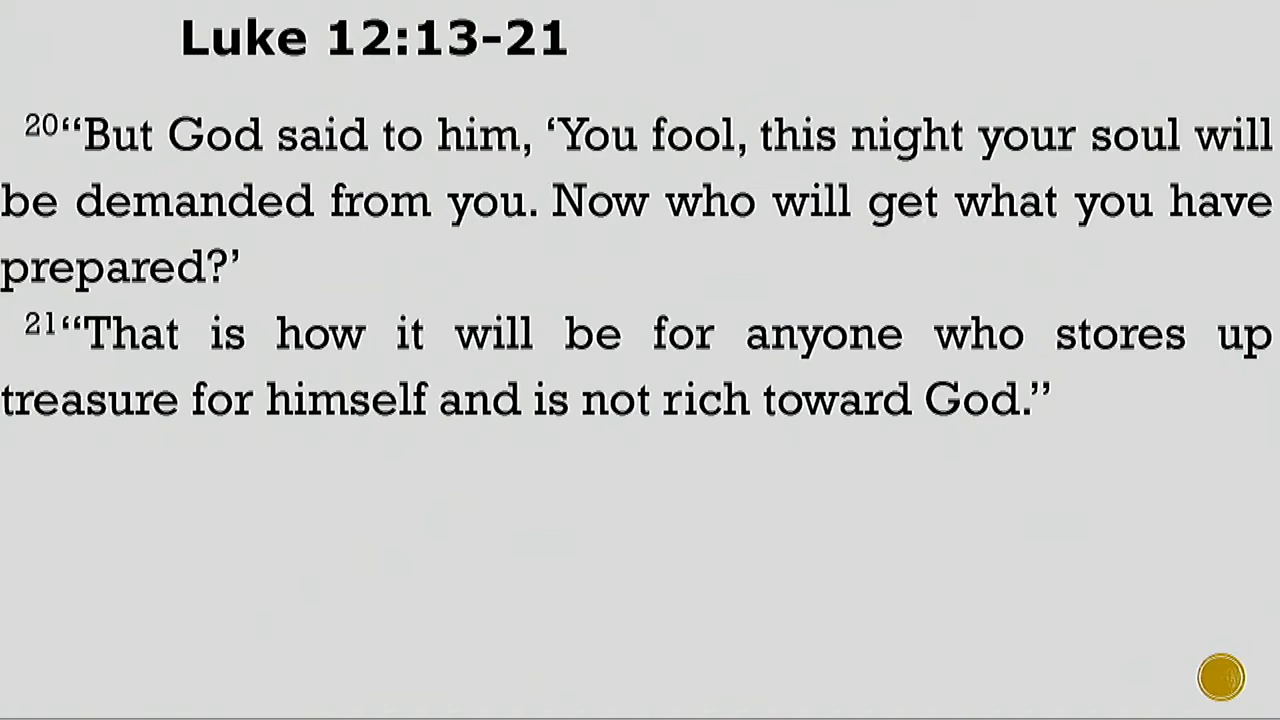 Luke 12:13-21
20“But God said to him, ‘You fool, this night your soul will
be demanded from you. Now who will get what you have
prepared?’
21“That is how it will be for anyone who stores up
treasure for himself and is not rich toward God.”